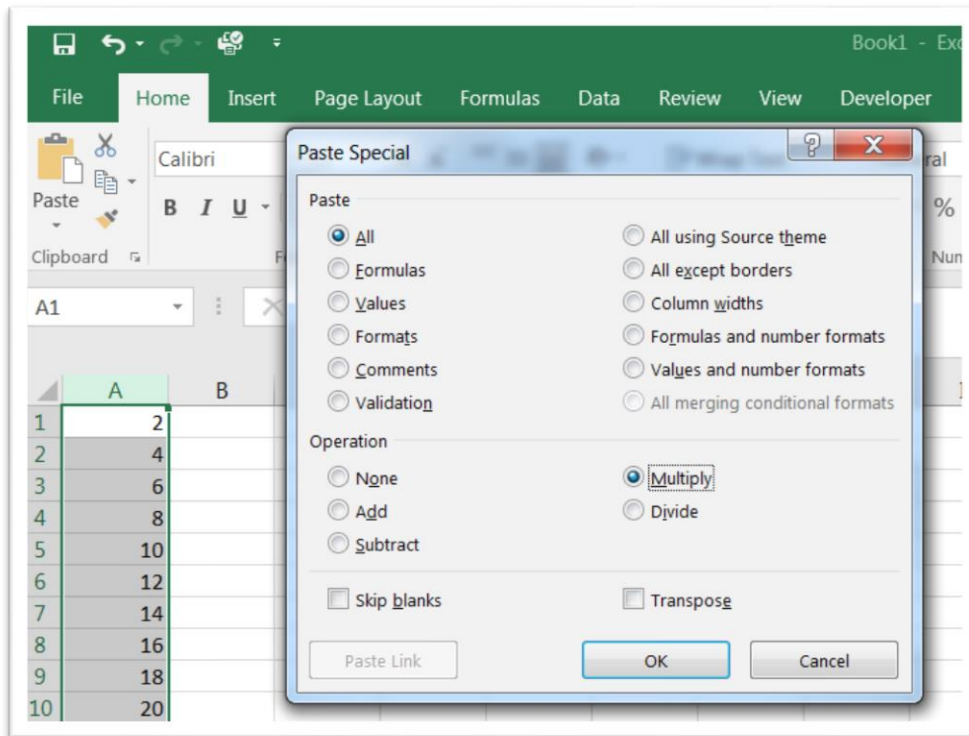 Book1 - Exc
File Home Insert Page Layout Formulas Data Review View Developer
Calibri
Paste
B I U
%
Clipboard
A1
Paste Special
Paste
All
Formulas
Values
Formats
Comments
Validation
All using Source theme
All except borders
Column widths
Formulas and number formats
Values and number formats
All merging conditional formats
Operation
None
Add
Subtract
Multiply
Divide
Skip blanks
Transpose
Paste Link
OK
Cancel
A B
1 2
2 4
3 6
4 8
5 10
6 12
7 14
8 16
9 18
10 20